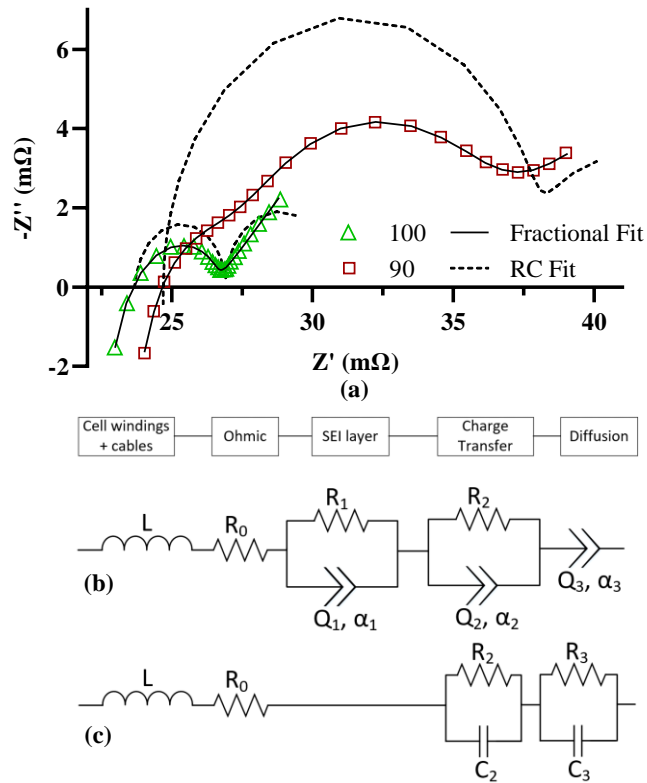 6
4
2
0
-2
-Z'' (mΩ)
100
90
Fractional Fit
RC Fit
25
30
35
40
Z' (mΩ)
(a)
Cell windings
+ cables
Ohmic
SEI layer
Charge
Transfer
Diffusion
L
R0
R1
R2
Q1, α1
Q2, α2
Q3, α3
(b)
L
R0
R2
R3
C2
C3
(c)